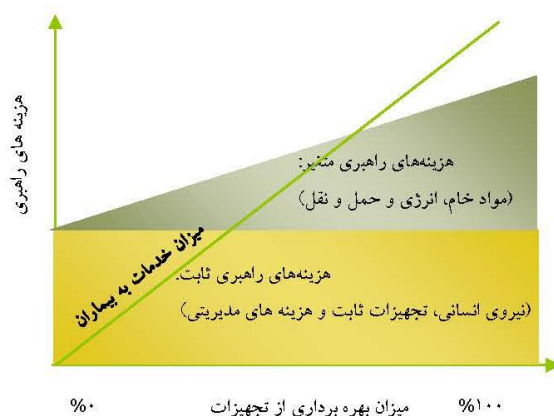 هزینه های راهبری
هزینه‌های راهبری متغیر:
(مواد خام، انرژی و حمل و نقل)
میزان خدمات به بیماران
هزینه‌های راهبری ثابت:
(نیروی انسانی، تجهیزات ثابت و هزینه های مدیریتی)
%۰ میزان بهره برداری از تجهیزات %۱۰۰